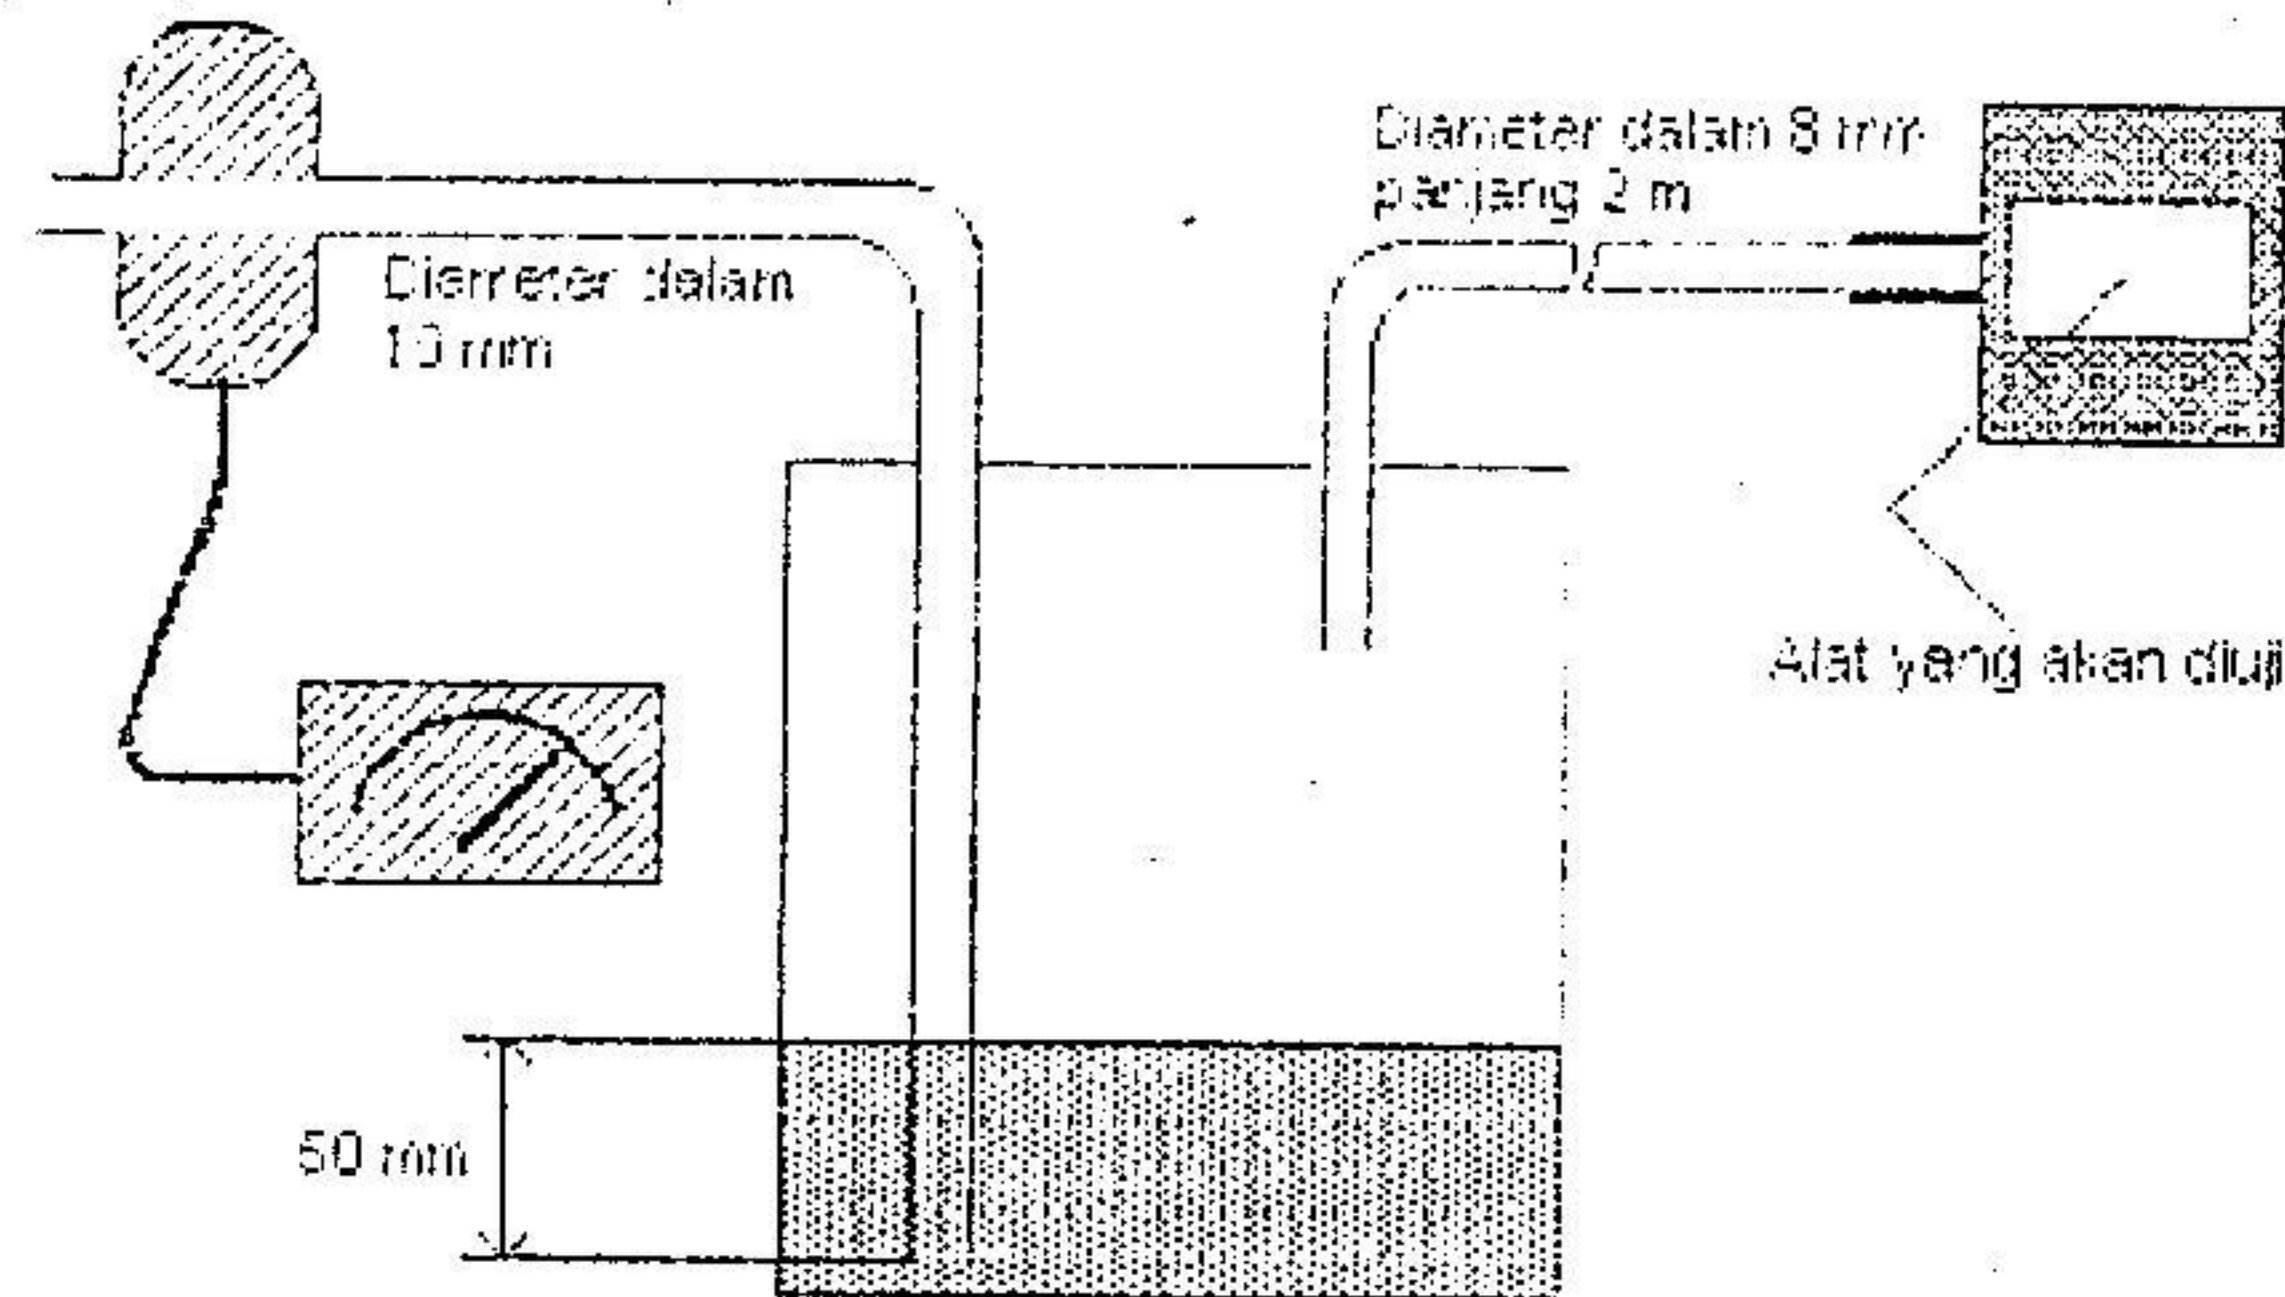 Diameter dalam 8 mm
panjang 2 m
Diameter dalam
10 mm
Alat yang akan diuji
50 mm